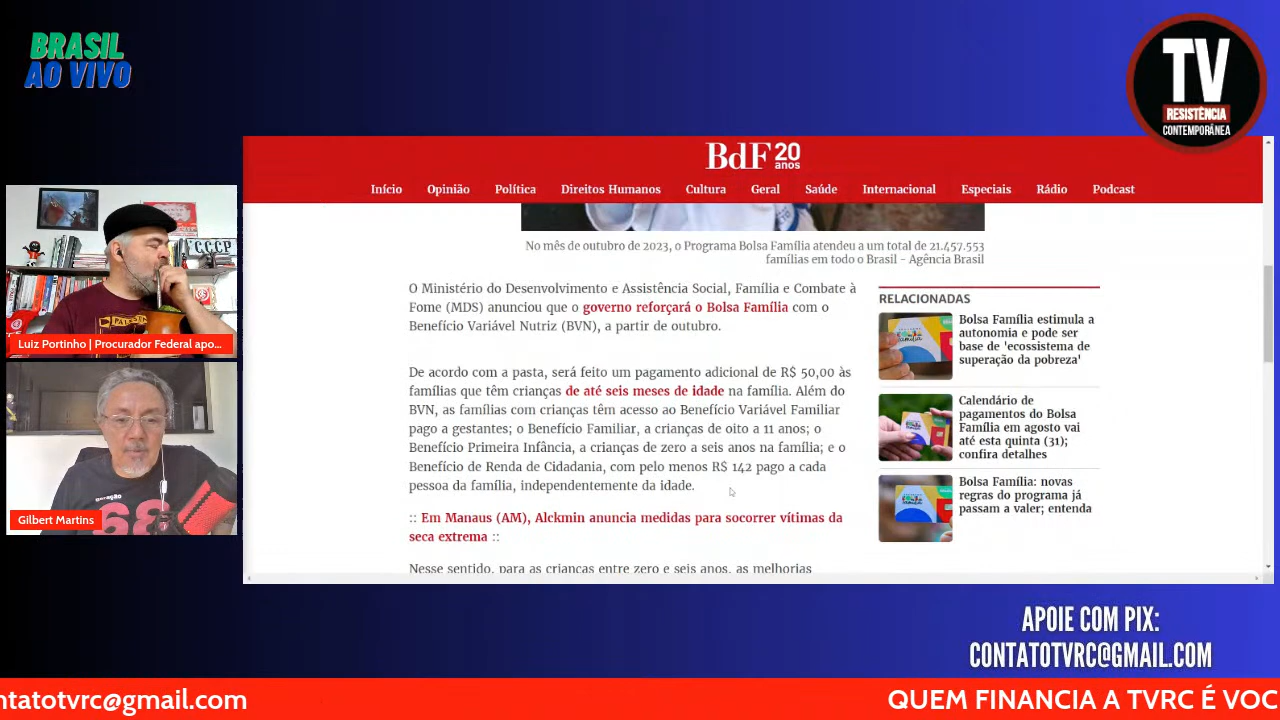 BRASIL
AO VIVO
TV
RESISTÊNCIA
CONTEMPORÂNEA
BdF 20
anos
Início Opinião Política Direitos Humanos Cultura Geral Saúde Internacional Especiais Rádio Podcast
No mês de outubro de 2023, o Programa Bolsa Família atendeu a um total de 21.457.553
famílias em todo o Brasil - Agência Brasil
O Ministério do Desenvolvimento e Assistência Social, Família e Combate à
Fome (MDS) anunciou que o governo reforçará o Bolsa Família com o
Benefício Variável Nutriz (BVN), a partir de outubro.
De acordo com a pasta, será feito um pagamento adicional de R$ 50,00 às
famílias que têm crianças de até seis meses de idade na família. Além do
BVN, as famílias com crianças têm acesso ao Benefício Variável Familiar
pago a gestantes; o Benefício Familiar, a crianças de oito a 11 anos; o
Benefício Primeira Infância, a crianças de zero a seis anos na família; e o
Benefício de Renda de Cidadania, com pelo menos R$ 142 pago a cada
pessoa da família, independentemente da idade.
:: Em Manaus (AM), Alckmin anuncia medidas para socorrer vítimas da
seca extrema ::
Nesse sentido, para as crianças entre zero e seis anos, as melhorias
RELACIONADAS
Bolsa Família estimula a
autonomia e pode ser
base de 'ecossistema de
superação da pobreza'
Calendário de
pagamentos do Bolsa
Família em agosto vai
até esta quinta (31);
confira detalhes
Bolsa Família: novas
regras do programa já
passam a valer; entenda
CCCP
Luiz Portinho | Procurador Federal apo...
Gilbert Martins
APOIE COM PIX:
CONTATOTVRC@GMAIL.COM
ntatotvrc@gmail.com QUEM FINANCIA A TVRC É VOC